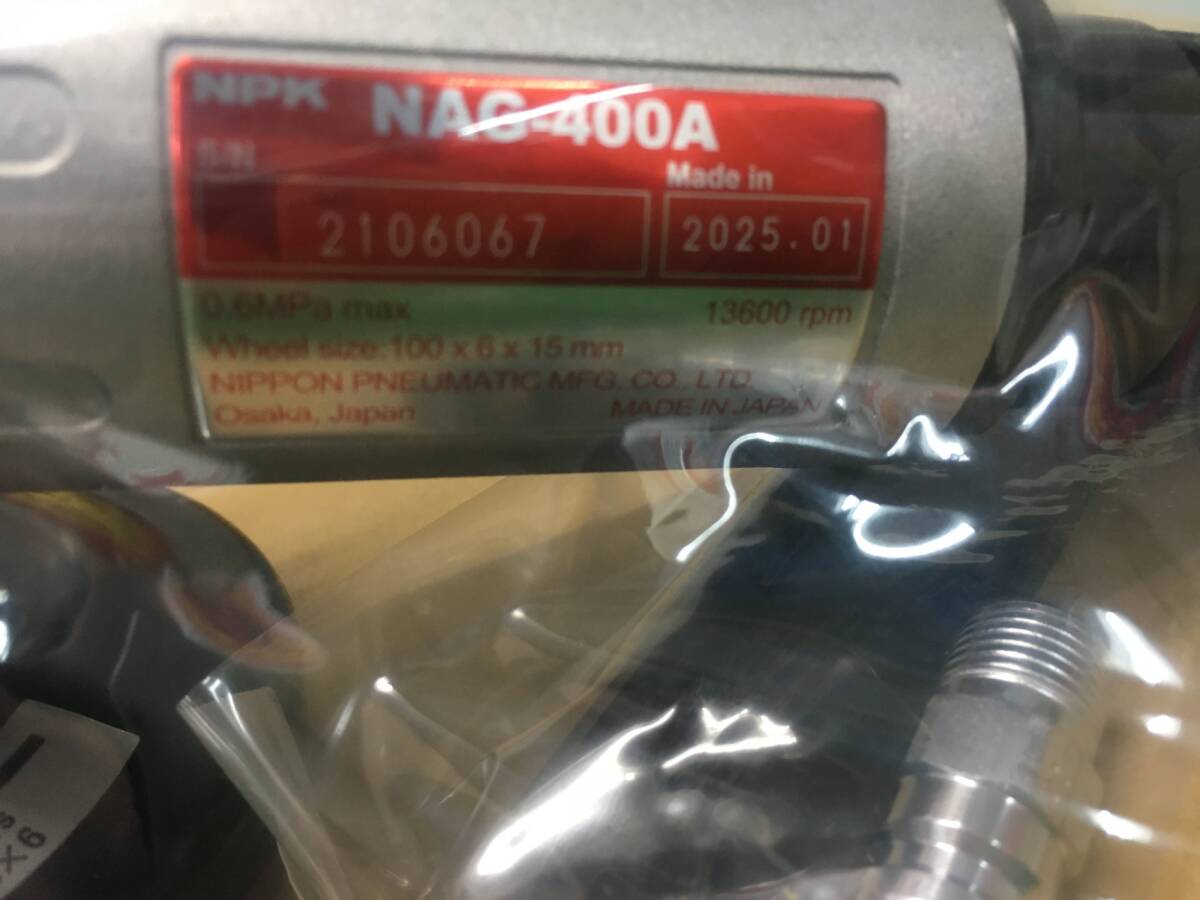 NPK NAG-400A
S/N
Made in
2106067
2025.01
0.6MPa max 13600 rpm
Wheel size:100 x 6 x 15 mm
NIPPON PNEUMATIC MFG. CO., LTD.
Osaka, Japan MADE IN JAPAN
s
×6